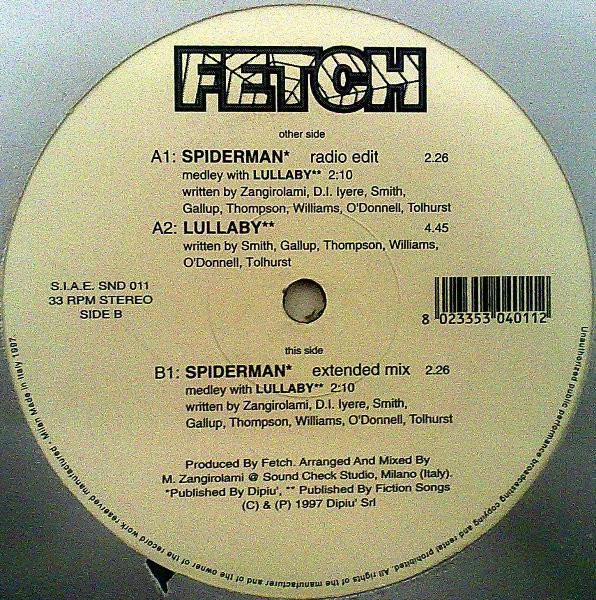 FETCH
other side
A1: SPIDERMAN* radio edit 2.26
medley with LULLABY** 2:10
written by Zangirolami, D.I. Iyere, Smith,
Gallup, Thompson, Williams, O'Donnell, Tolhurst
A2: LULLABY** 4.45
written by Smith, Gallup, Thompson, Williams,
O'Donnell, Tolhurst
S.I.A.E. SND 011
33 RPM STEREO
SIDE B
8 023353 040112
this side
B1: SPIDERMAN* extended mix 2.26
medley with LULLABY** 2:10
written by Zangirolami, D.I. Iyere, Smith,
Gallup, Thompson, Williams, O'Donnell, Tolhurst
Produced By Fetch. Arranged And Mixed By
M. Zangirolami @ Sound Check Studio, Milano (Italy).
*Published By Dipiu', ** Published By Fiction Songs
(C) & (P) 1997 Dipiu' Srl
Unauthorized public performance broadcasting copying and rental prohibited. All rights of the manufacturer and of the owner of the record work reserved manufactured - Milan Made in Italy 1997